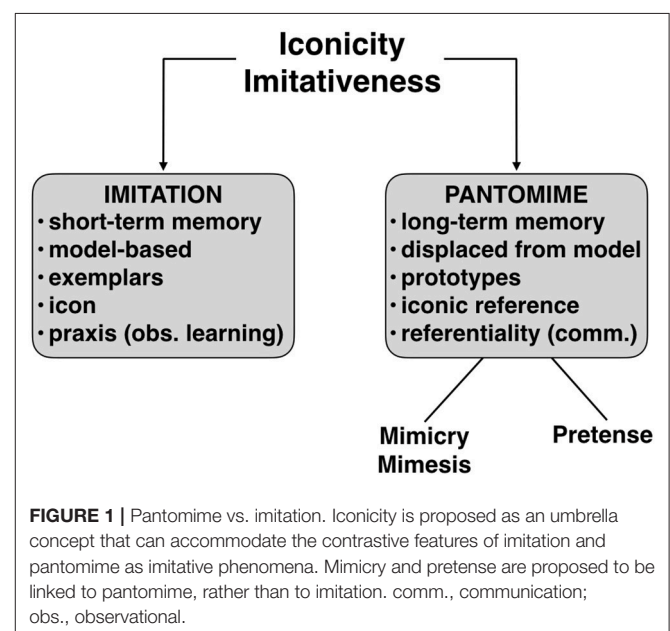 Iconicity
Imitativeness
IMITATION
• short-term memory
• model-based
• exemplars
• icon
• praxis (obs. learning)
PANTOMIME
• long-term memory
• displaced from model
• prototypes
• iconic reference
• referentiality (comm.)
Mimicry
Mimesis
Pretense
FIGURE 1 | Pantomime vs. imitation. Iconicity is proposed as an umbrella
concept that can accommodate the contrastive features of imitation and
pantomime as imitative phenomena. Mimicry and pretense are proposed to be
linked to pantomime, rather than to imitation. comm., communication;
obs., observational.